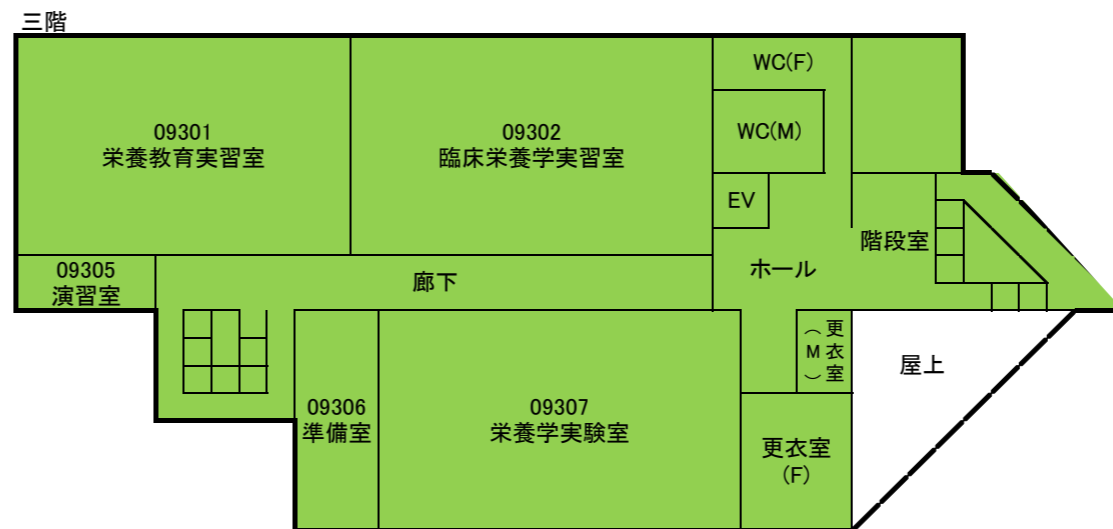 三階
WC(F)
09301
栄養教育実習室
09302
臨床栄養学実習室
WC(M)
EV
階段室
09305
演習室
廊下
ホール
更衣室
（M）
屋上
09306
準備室
09307
栄養学実験室
更衣室
(F)